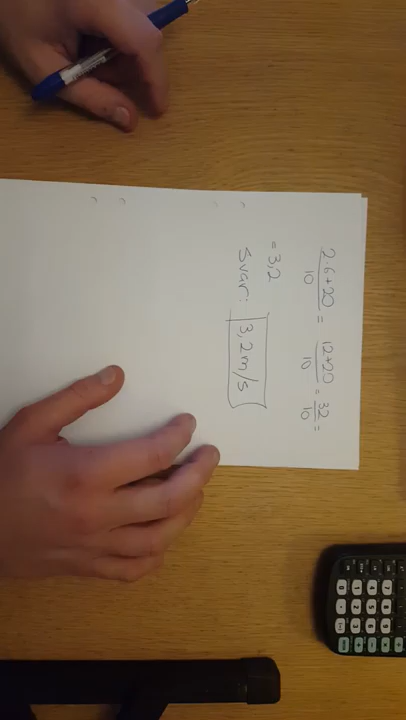 2·6+20/10 = 12+20/10 = 32/10 =
= 3,2
Svar: 3,2 m/s